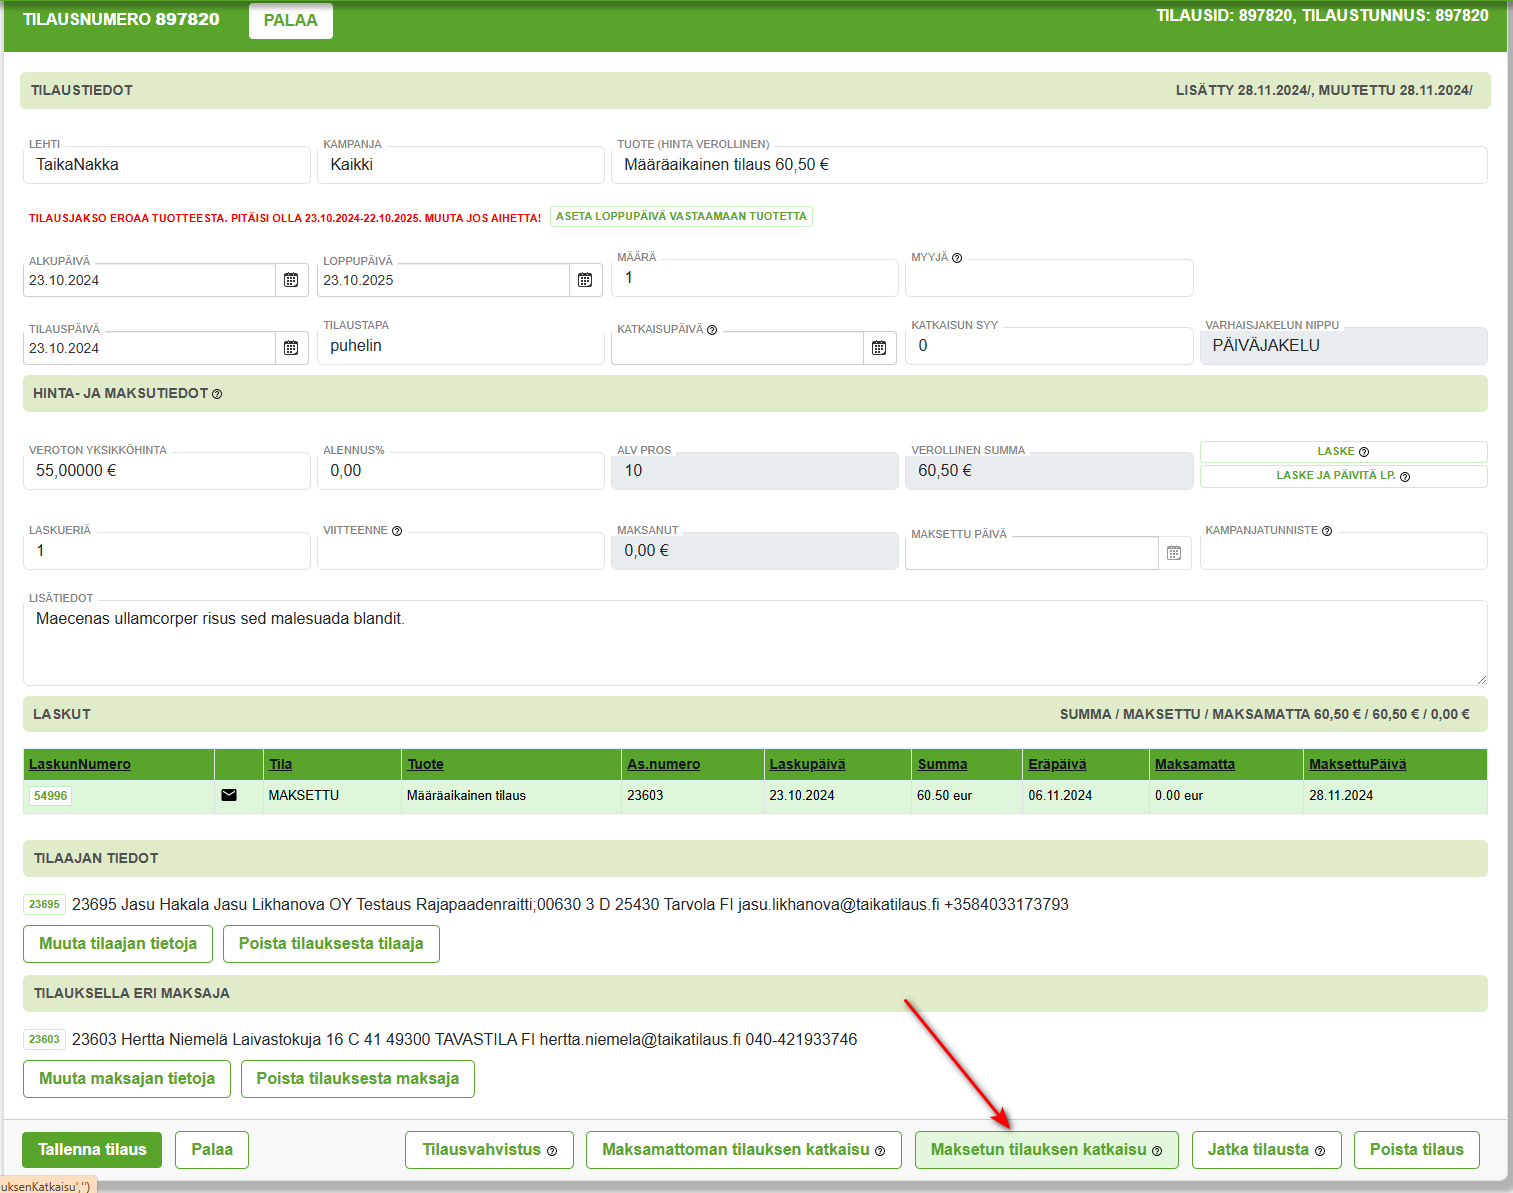 TILAUSNUMERO 897820
PALAA
TILAUSID: 897820, TILAUSTUNNUS: 897820
TILAUSTIEDOT
LISÄTTY 28.11.2024/, MUUTETTU 28.11.2024/
LEHTI
KAMPANJA
TUOTE (HINTA VEROLLINEN)
TaikaNakka
Kaikki
Määräaikainen tilaus 60,50 €
TILAUSJAKSO EROAA TUOTTEESTA. PITÄISI OLLA 23.10.2024-22.10.2025. MUUTA JOS AIHETTA!
ASETA LOPPUPÄIVÄ VASTAAMAAN TUOTETTA
ALKUPÄIVÄ
LOPPUPÄIVÄ
MÄÄRÄ
MYYJÄ
23.10.2024
23.10.2025
1
TILAUSPÄIVÄ
TILAUSTAPA
KATKAISUPÄIVÄ
KATKAISUN SYY
VARHAISJAKELUN NIPPU
23.10.2024
puhelin
0
PÄIVÄJAKELU
HINTA- JA MAKSUTIEDOT
VEROTON YKSIKKÖHINTA
ALENNUS%
ALV PROS
VEROLLINEN SUMMA
55,00000 €
0,00
10
60,50 €
LASKE
LASKE JA PÄIVITÄ LP.
LASKUERIÄ
VIITTEENNE
MAKSANUT
MAKSETTU PÄIVÄ
KAMPANJATUNNISTE
1
0,00 €
LISÄTIEDOT
Maecenas ullamcorper risus sed malesuada blandit.
LASKUT
SUMMA / MAKSETTU / MAKSAMATTA 60,50 € / 60,50 € / 0,00 €
LaskunNumero Tila Tuote As.numero Laskupäivä Summa Eräpäivä Maksamatta MaksettuPäivä
54996 MAKSETTU Määräaikainen tilaus 23603 23.10.2024 60.50 eur 06.11.2024 0.00 eur 28.11.2024
TILAAJAN TIEDOT
23695 23695 Jasu Hakala Jasu Likhanova OY Testaus Rajapaadenraitti;00630 3 D 25430 Tarvola FI jasu.likhanova@taikatilaus.fi +3584033173793
Muuta tilaajan tietoja
Poista tilauksesta tilaaja
TILAUKSELLA ERI MAKSAJA
23603 23603 Hertta Niemelä Laivastokuja 16 C 41 49300 TAVASTILA FI hertta.niemela@taikatilaus.fi 040-421933746
Muuta maksajan tietoja
Poista tilauksesta maksaja
Tallenna tilaus
Palaa
Tilausvahvistus
Maksamattoman tilauksen katkaisu
Maksetun tilauksen katkaisu
Jatka tilausta
Poista tilaus
uksenKatkaisu','')